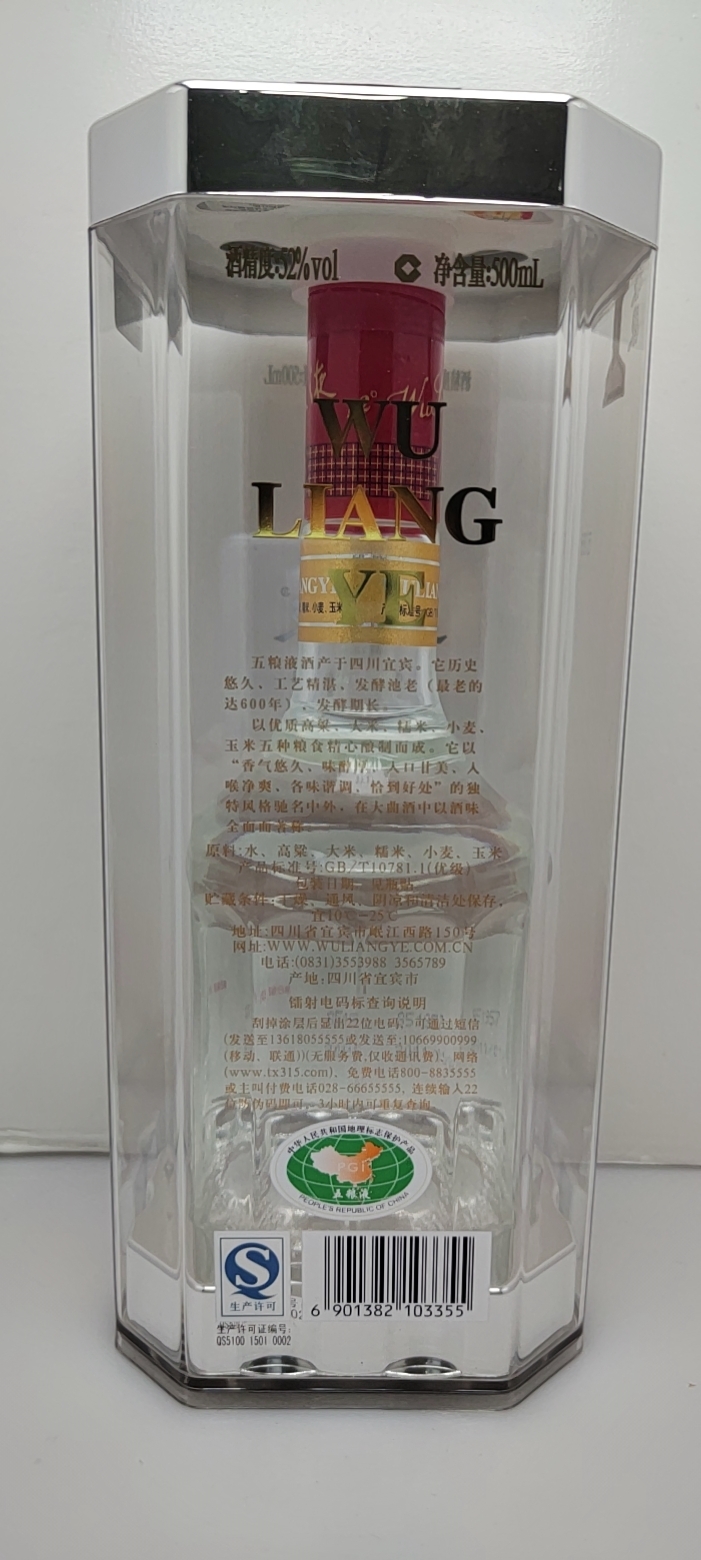 酒精度:52%vol 净含量:500mL
WU
LIANG
YE
五粮液酒产于四川宜宾。它历史
悠久、工艺精湛、发酵池老（最老的
达600年）、发酵期长。
以优质高粱、大米、糯米、小麦、
玉米五种粮食精心酿制而成。它以
“香气悠久、味醇厚、入口甘美、入
喉净爽、各味谐调、恰到好处”的独
特风格驰名中外，在大曲酒中以酒味
全面而著称。
原料:水、高粱、大米、糯米、小麦、玉米
产品标准号:GB/T10781.1(优级)
包装日期：见瓶贴
贮藏条件:干燥、通风、阴凉和清洁处保存,
宜10℃-25℃
地址:四川省宜宾市岷江西路150号
网址:WWW.WULIANGYE.COM.CN
电话:(0831)3553988 3565789
产地:四川省宜宾市
镭射电码标查询说明
刮掉涂层后显出22位电码，可通过短信
(发送至13618055555或发送至:10669900999
(移动、联通))(无服务费,仅收通讯费)、网络
(www.tx315.com)、免费电话800-8835555
或主叫付费电话028-66655555, 连续输入22
位防伪码即可。3小时内可重复查询
中华人民共和国地理标志保护产品
PGI
五粮液
PEOPLE'S REPUBLIC OF CHINA
生产许可
6 901382 103355
生产许可证编号:
QS5100 1501 0002